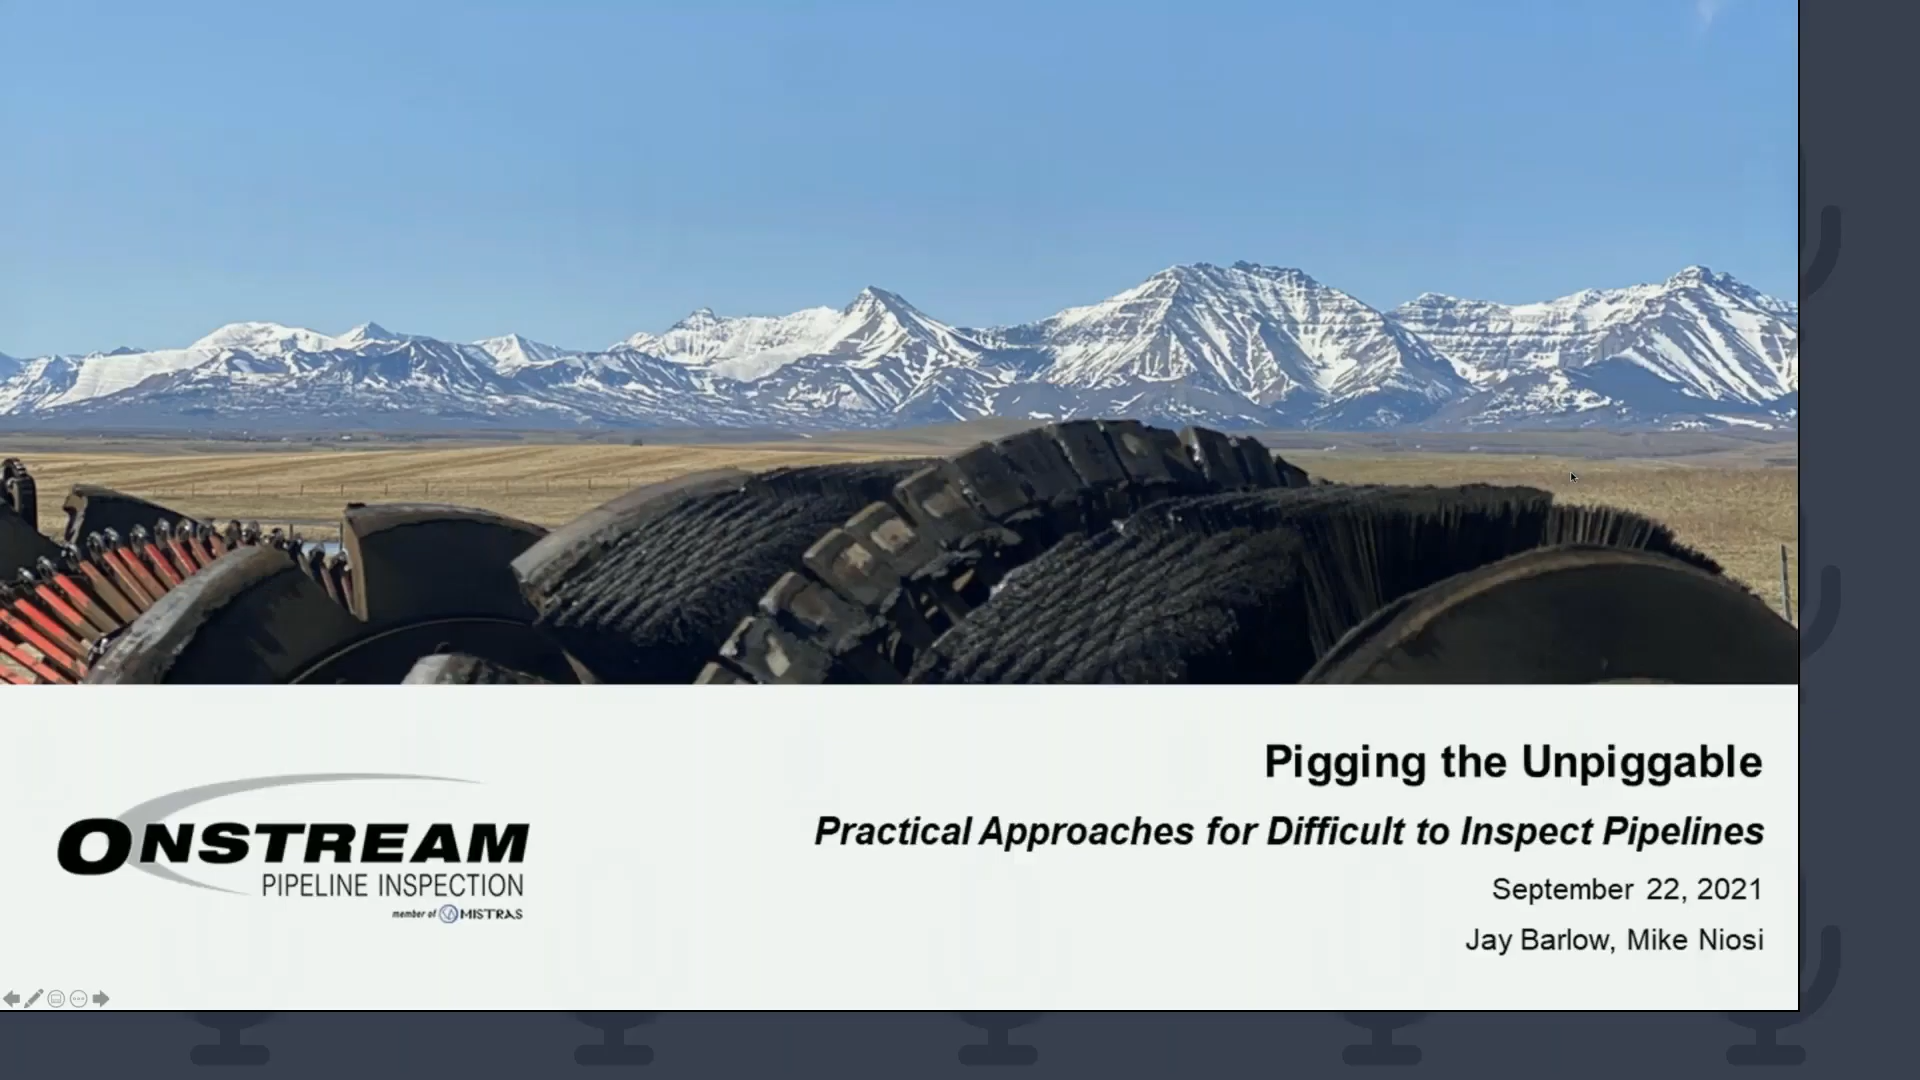 Pigging the Unpiggable
Practical Approaches for Difficult to Inspect Pipelines
September 22, 2021
Jay Barlow, Mike Niosi
ONSTREAM
PIPELINE INSPECTION
member of MISTRAS